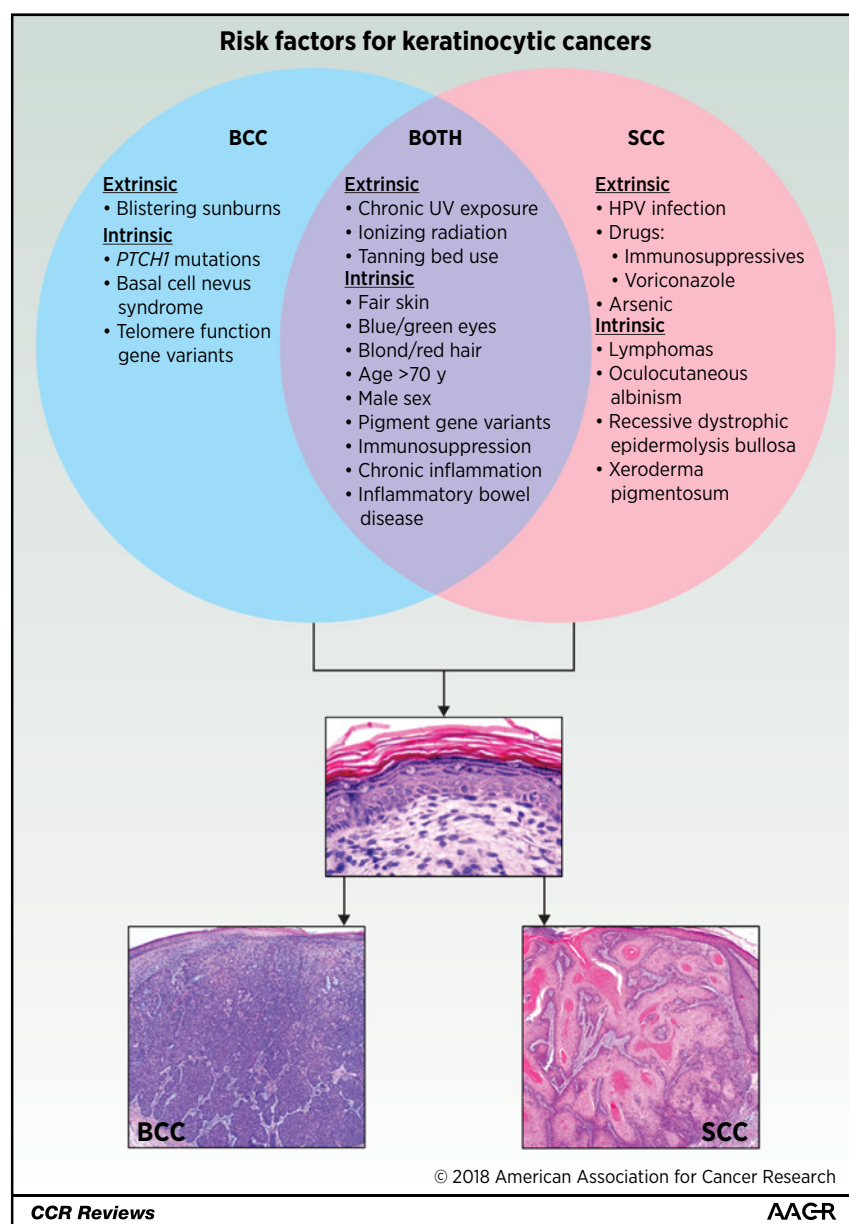 Risk factors for keratinocytic cancers
BCC
Extrinsic
• Blistering sunburns
Intrinsic
• PTCH1 mutations
• Basal cell nevus
syndrome
• Telomere function
gene variants
BOTH
Extrinsic
• Chronic UV exposure
• Ionizing radiation
• Tanning bed use
Intrinsic
• Fair skin
• Blue/green eyes
• Blond/red hair
• Age >70 y
• Male sex
• Pigment gene variants
• Immunosuppression
• Chronic inflammation
• Inflammatory bowel
disease
SCC
Extrinsic
• HPV infection
• Drugs:
• Immunosuppressives
• Voriconazole
• Arsenic
Intrinsic
• Lymphomas
• Oculocutaneous
albinism
• Recessive dystrophic
epidermolysis bullosa
• Xeroderma
pigmentosum
BCC
SCC
© 2018 American Association for Cancer Research
CCR Reviews
AACR